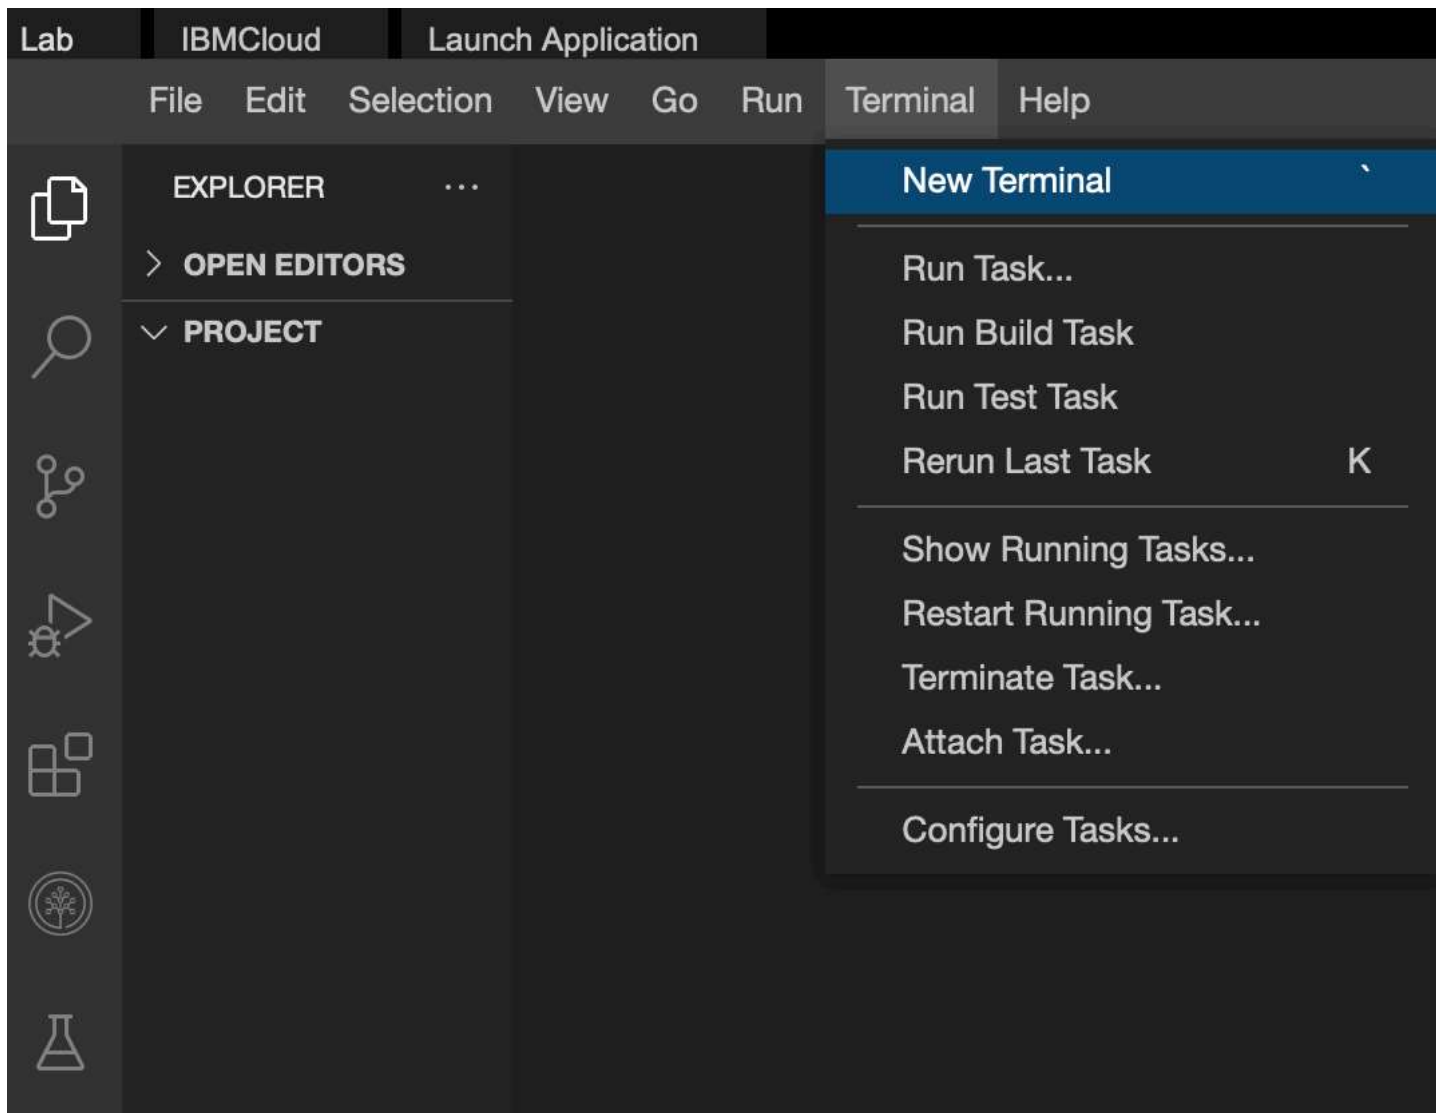 Lab IBMCloud Launch Application
File Edit Selection View Go Run Terminal Help
EXPLORER ...
OPEN EDITORS
PROJECT
New Terminal `
Run Task...
Run Build Task
Run Test Task
Rerun Last Task K
Show Running Tasks...
Restart Running Task...
Terminate Task...
Attach Task...
Configure Tasks...